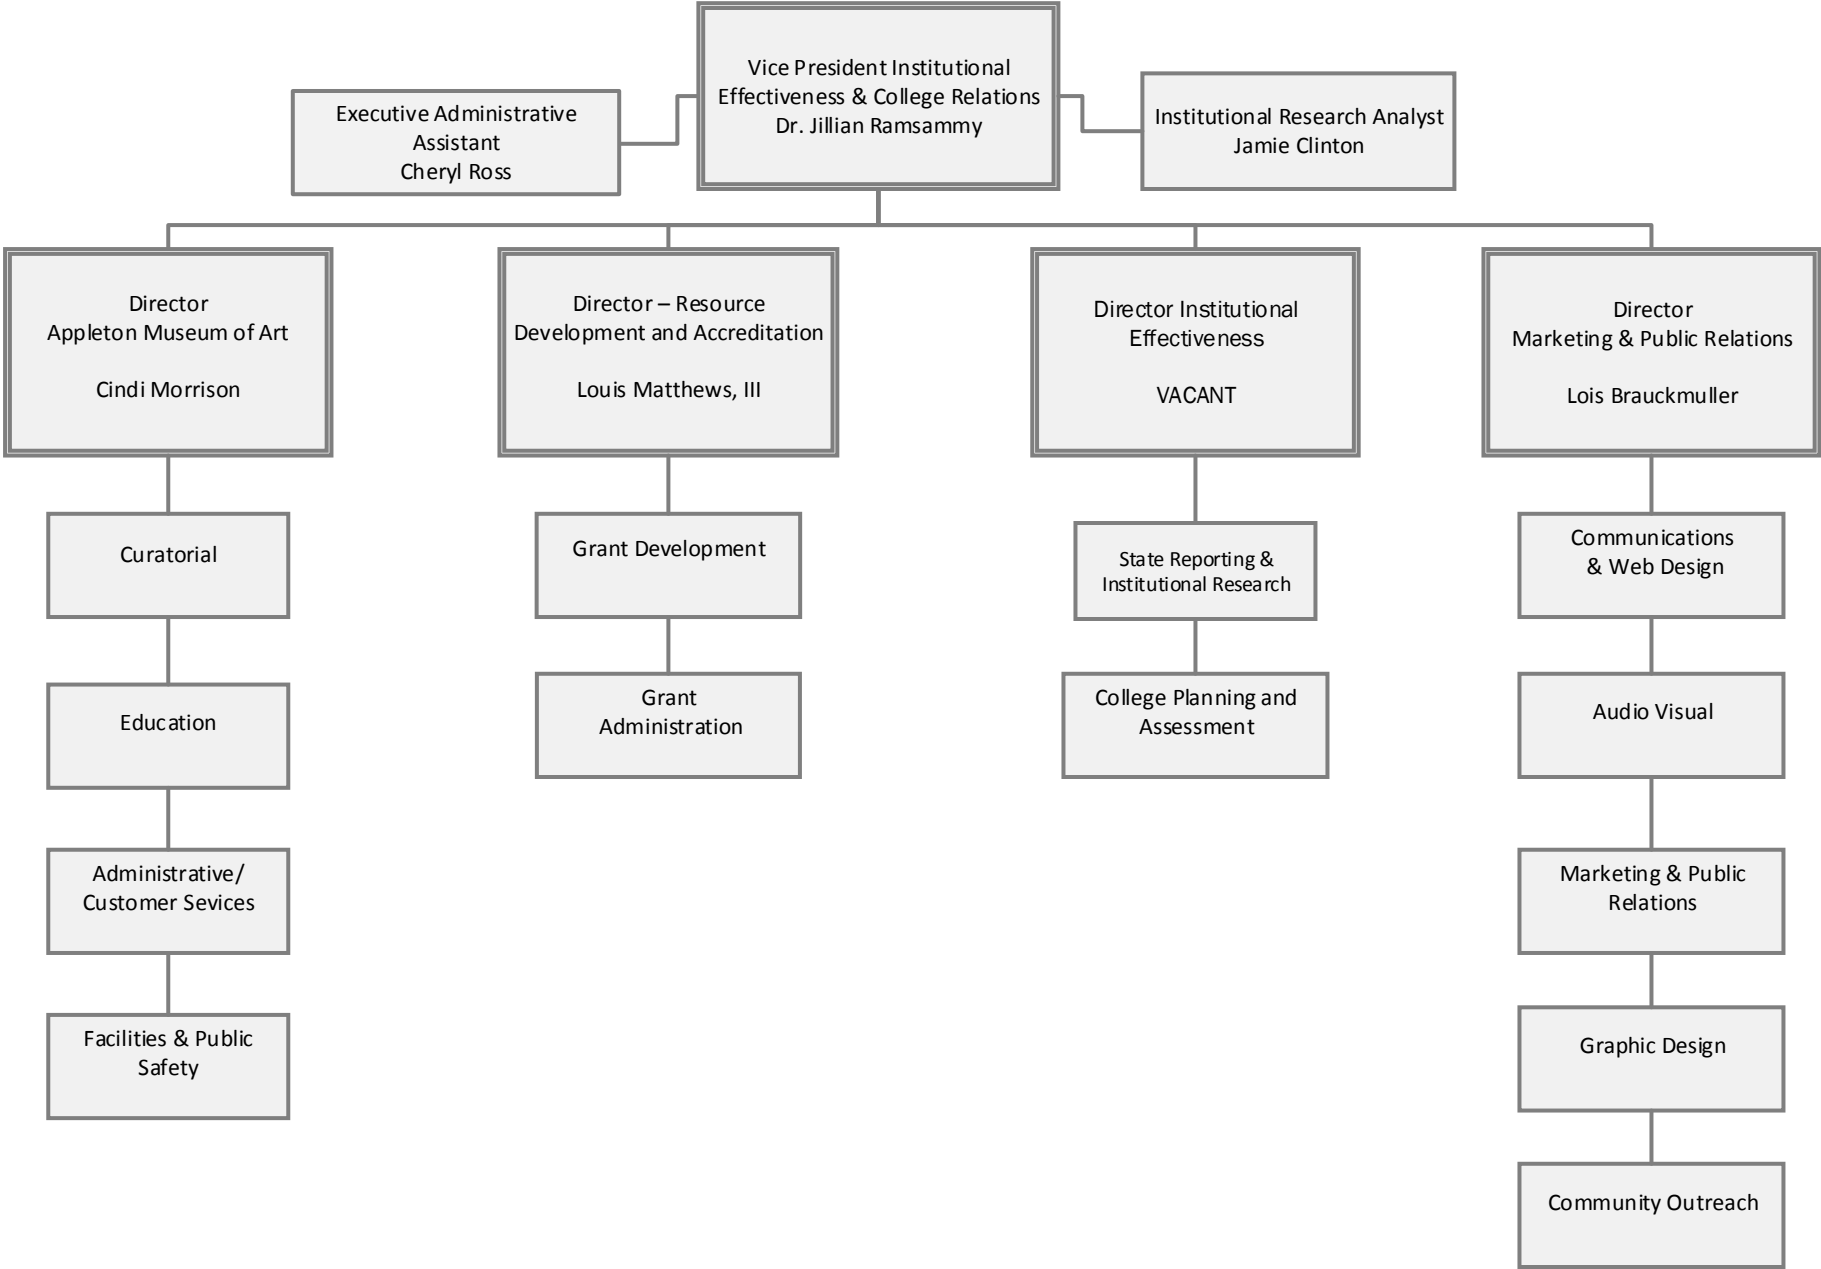 Vice President Institutional
Effectiveness & College Relations
Dr. Jillian Ramsammy
Executive Administrative
Assistant
Cheryl Ross
Institutional Research Analyst
Jamie Clinton
Director
Appleton Museum of Art
Cindi Morrison
Director – Resource
Development and Accreditation
Louis Matthews, III
Director Institutional
Effectiveness
VACANT
Director
Marketing & Public Relations
Lois Brauckmuller
Curatorial
Education
Administrative/
Customer Sevices
Facilities & Public
Safety
Grant Development
Grant
Administration
State Reporting &
Institutional Research
College Planning and
Assessment
Communications
& Web Design
Audio Visual
Marketing & Public
Relations
Graphic Design
Community Outreach